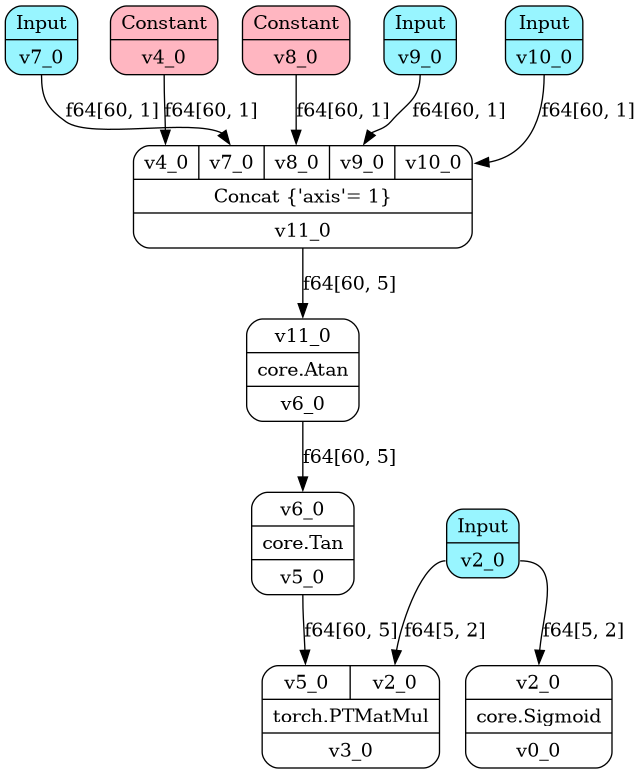 Input
v7_0
Constant
v4_0
Constant
v8_0
Input
v9_0
Input
v10_0
f64[60, 1]
f64[60, 1]
f64[60, 1]
f64[60, 1]
f64[60, 1]
v4_0 v7_0 v8_0 v9_0 v10_0
Concat {'axis'= 1}
v11_0
f64[60, 5]
v11_0
core.Atan
v6_0
f64[60, 5]
v6_0
core.Tan
v5_0
Input
v2_0
f64[60, 5]
f64[5, 2]
f64[5, 2]
v5_0 v2_0
torch.PTMatMul
v3_0
v2_0
core.Sigmoid
v0_0